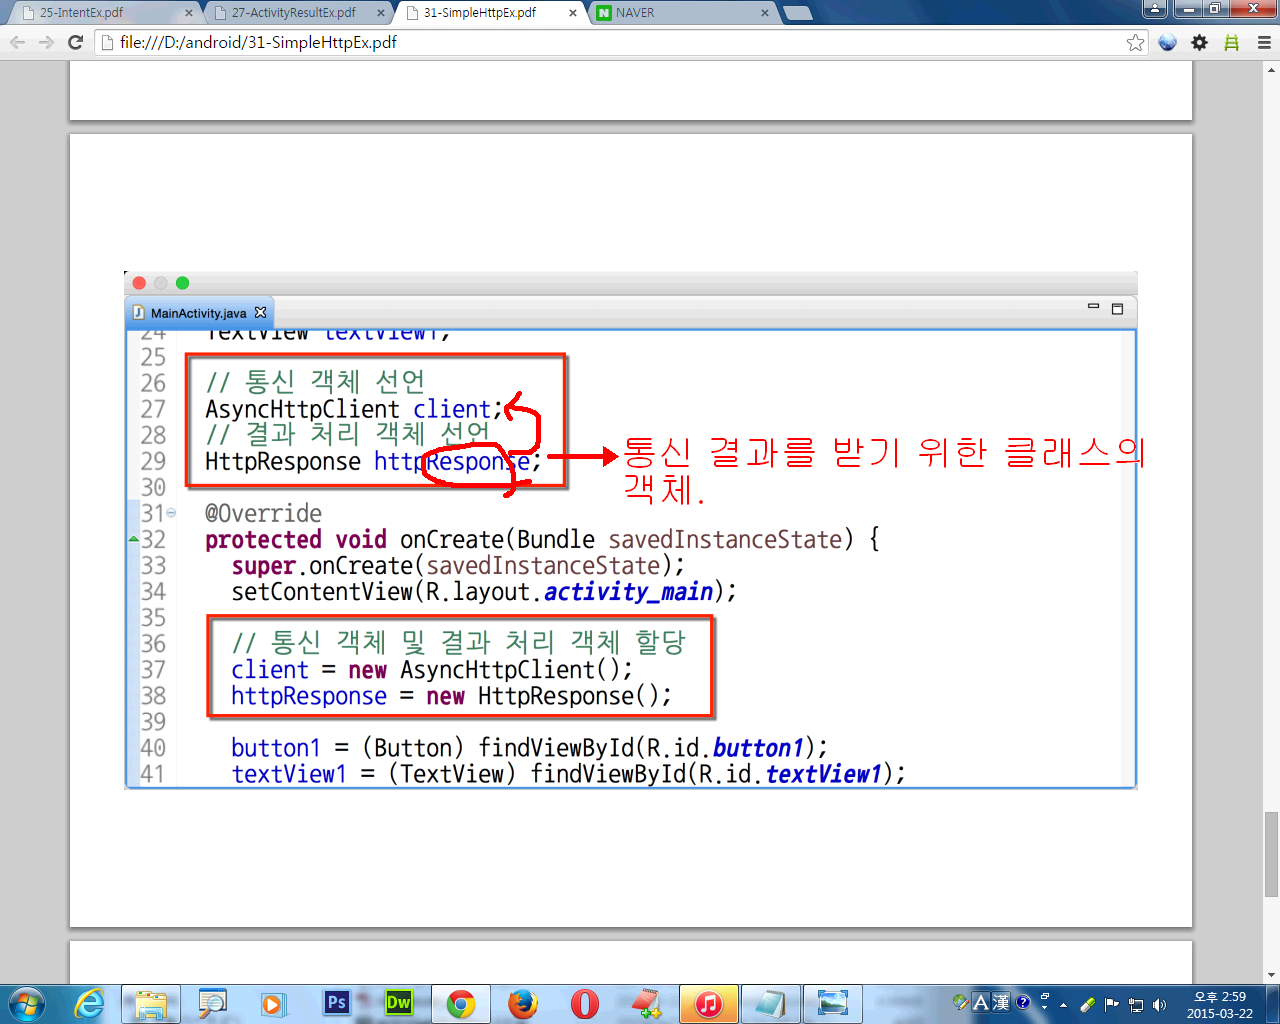 25-IntentEx.pdf
27-ActivityResultEx.pdf
31-SimpleHttpEx.pdf
NAVER
file:///D:/android/31-SimpleHttpEx.pdf
MainActivity.java
24 TextView textView1;
25
26 // 통신 객체 선언
27 AsyncHttpClient client;
28 // 결과 처리 객체 선언
29 HttpResponse httpResponse;
통신 결과를 받기 위한 클래스의
객체.
30
31 @Override
32 protected void onCreate(Bundle savedInstanceState) {
33 super.onCreate(savedInstanceState);
34 setContentView(R.layout.activity_main);
35
36 // 통신 객체 및 결과 처리 객체 할당
37 client = new AsyncHttpClient();
38 httpResponse = new HttpResponse();
39
40 button1 = (Button) findViewById(R.id.button1);
41 textView1 = (TextView) findViewById(R.id.textView1);
Ps
Dw
A 漢
오후 2:59
2015-03-22